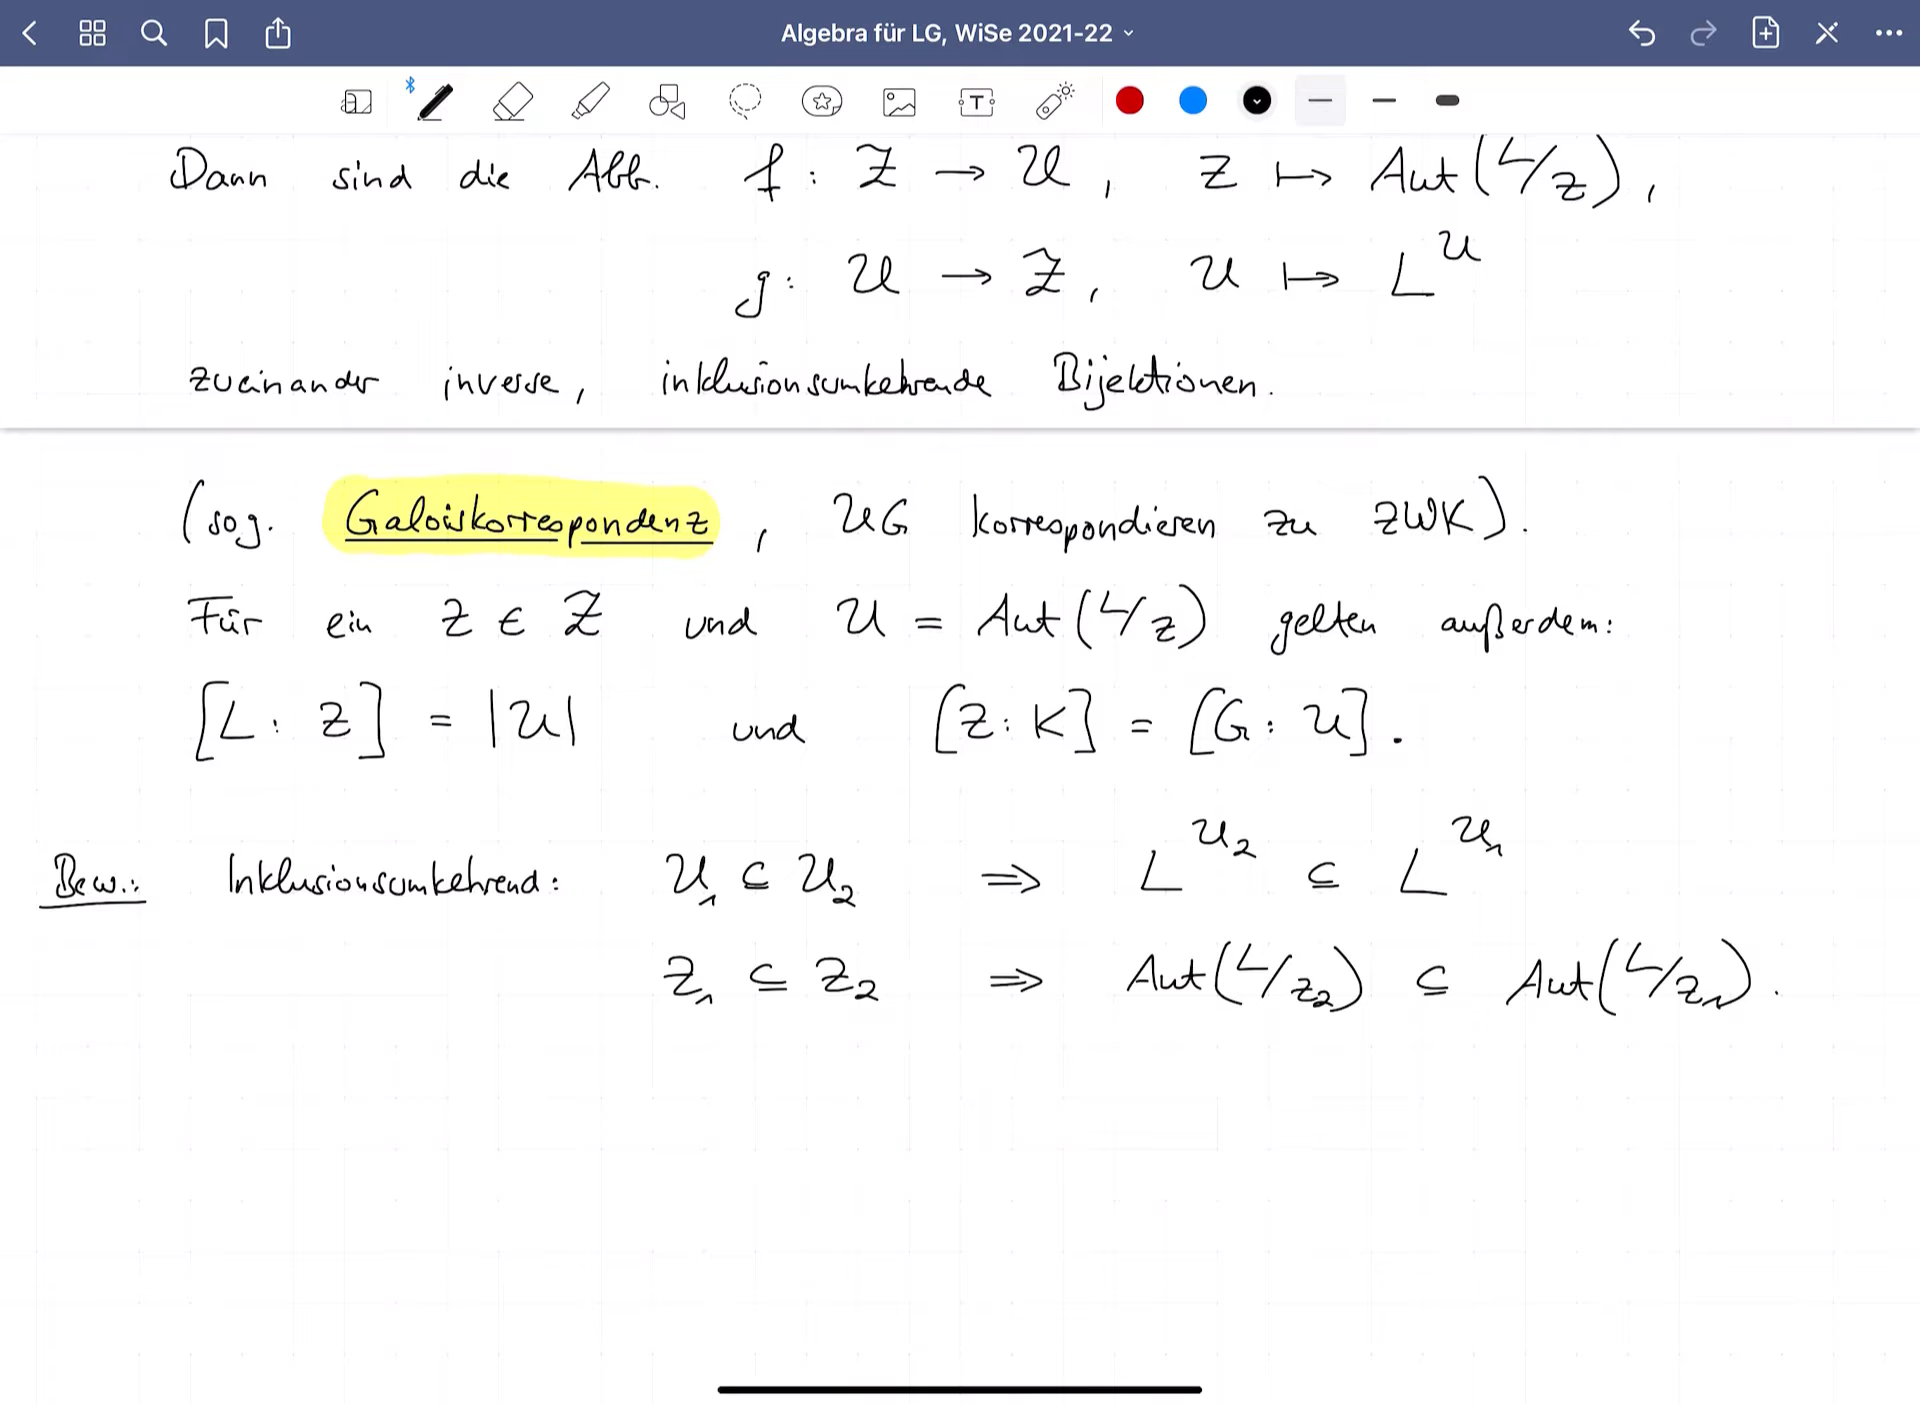 Algebra für LG, WiSe 2021-22
Dann sind die Abb. f : Z → U , Z ↦ Aut(L/Z) ,
g : U → Z , U ↦ L^U
zueinander inverse, inklusionsumkehrende Bijektionen.
(sog. Galoiskorrespondenz , UG korrespondieren zu ZWK).
Für ein Z ∈ Z und U = Aut(L/Z) gelten außerdem:
[L : Z] = |U| und [Z : K] = [G : U] .
Bew.: Inklusionsumkehrend: U₁ ⊆ U₂ ⇒ L^U₂ ⊆ L^U₁
Z₁ ⊆ Z₂ ⇒ Aut(L/Z₂) ⊆ Aut(L/Z₁) .